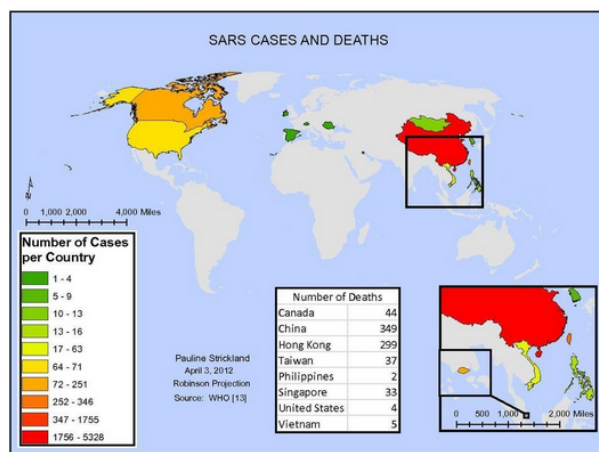 SARS CASES AND DEATHS
0 1,000 2,000 4,000 Miles
Number of Cases
per Country
1 - 4
5 - 9
10 - 13
13 - 16
17 - 63
64 - 71
72 - 251
252 - 346
347 - 1755
1756 - 5328
Pauline Strickland
April 3, 2012
Robinson Projection
Source: WHO [13]
Number of Deaths
Canada 44
China 349
Hong Kong 299
Taiwan 37
Philippines 2
Singapore 33
United States 4
Vietnam 5
0 500 1,000 2,000 Miles